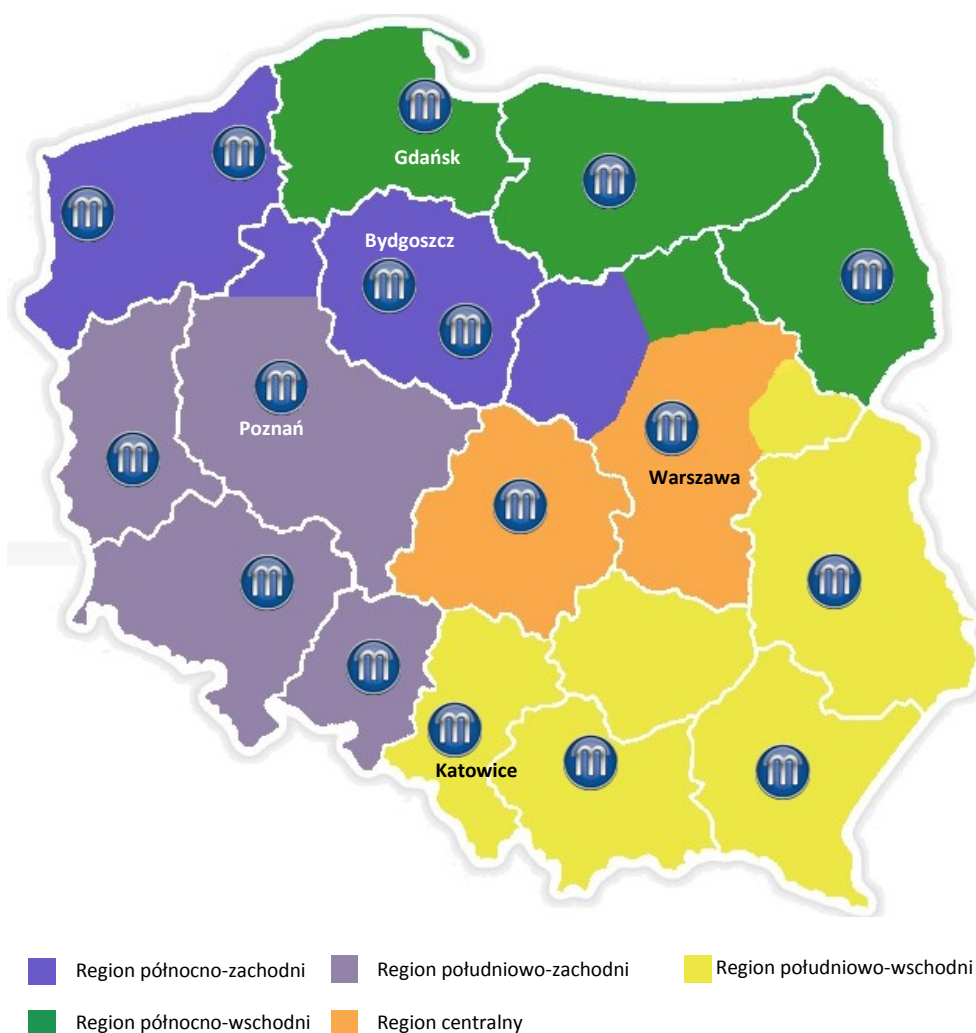 m
m
Gdańsk
m
m
Bydgoszcz
m
m
m
Poznań
m
m
Warszawa
m
m
m
m
m
Katowice
m
m
Region północno-zachodni
Region południowo-zachodni
Region południowo-wschodni
Region północno-wschodni
Region centralny